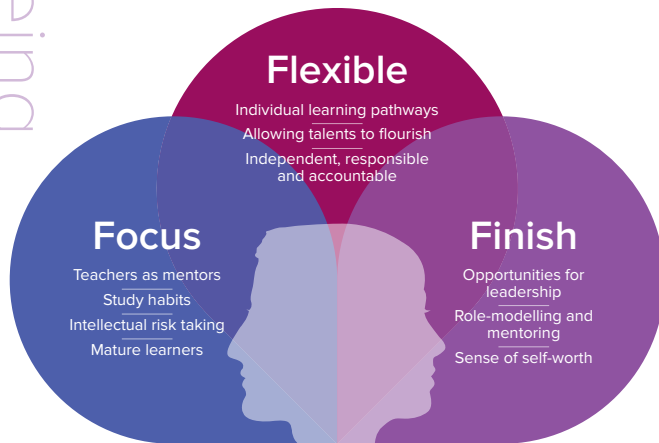 Flexible
Individual learning pathways
Allowing talents to flourish
Independent, responsible
and accountable
Focus
Teachers as mentors
Study habits
Intellectual risk taking
Mature learners
Finish
Opportunities for
leadership
Role-modelling and
mentoring
Sense of self-worth